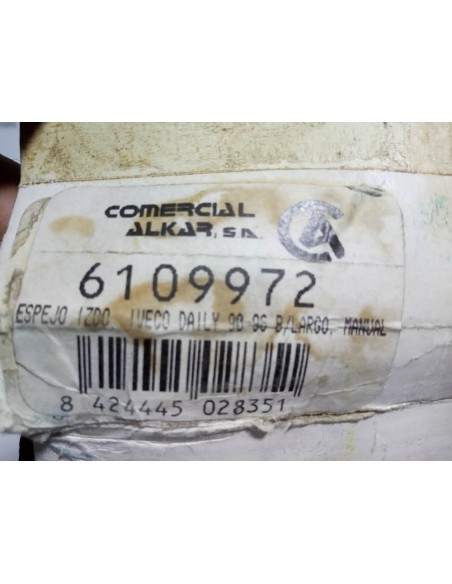 COMERCIAL
ALKAR, S.A.
6109972
ESPEJO IZDO. IVECO DAILY 90-96 B/LARGO, MANUAL
8 424445 028351